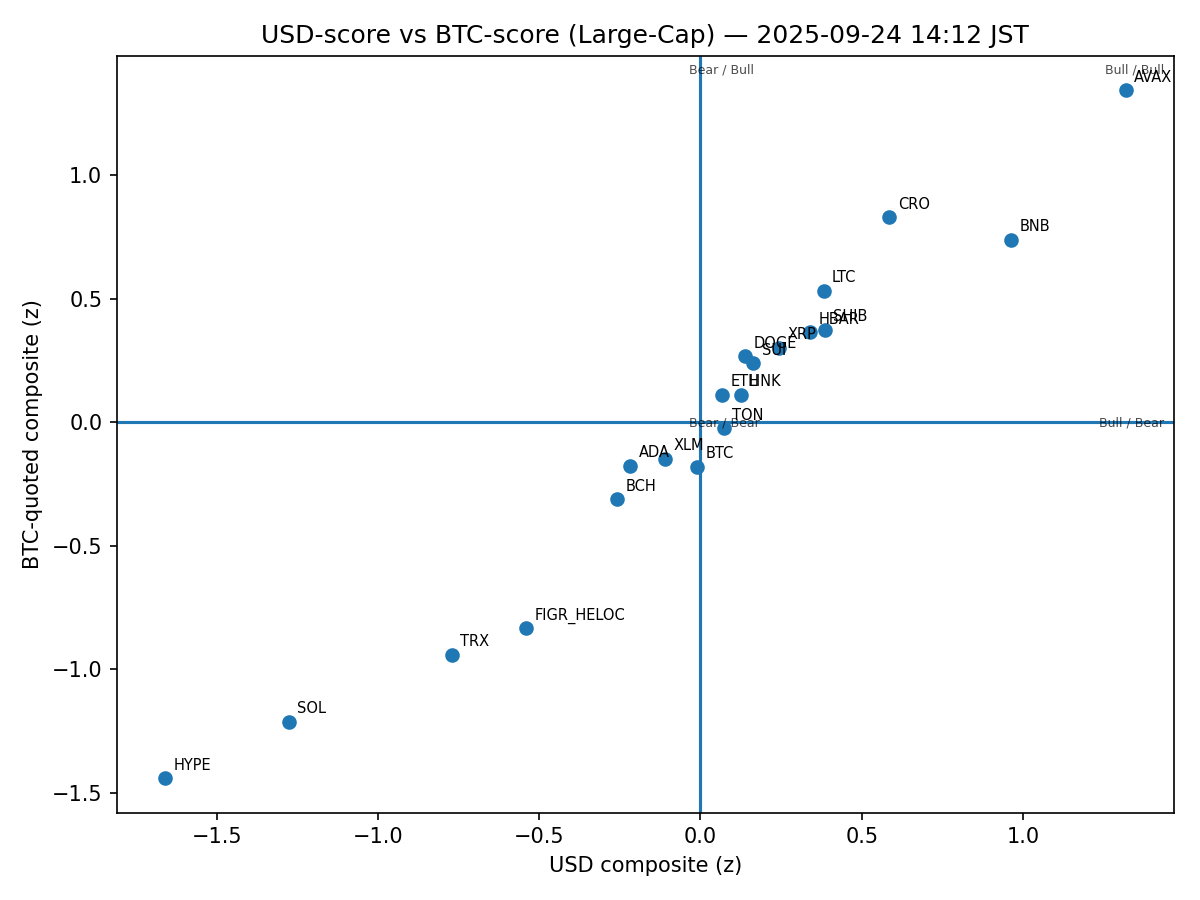 USD-score vs BTC-score (Large-Cap) — 2025-09-24 14:12 JST
Bear / Bull
Bull / Bull
AVAX
1.0
CRO
BNB
LTC
0.5
SHIB
HBAR
XRP
DOGE
SUI
ETH
LINK
TON
0.0
Bear / Bear
Bull / Bear
XLM
ADA
BTC
BCH
−0.5
FIGR_HELOC
TRX
−1.0
SOL
HYPE
−1.5
BTC-quoted composite (z)
−1.5
−1.0
−0.5
0.0
0.5
1.0
USD composite (z)